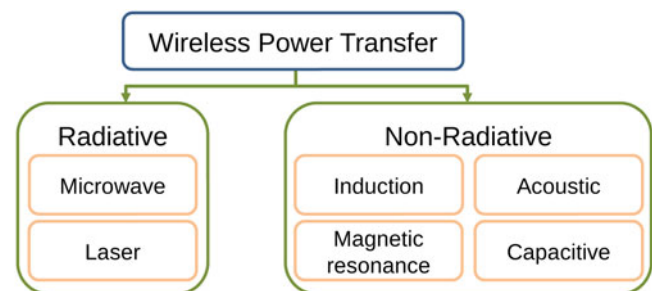 Wireless Power Transfer
Radiative
Microwave
Laser
Non-Radiative
Induction
Acoustic
Magnetic
resonance
Capacitive